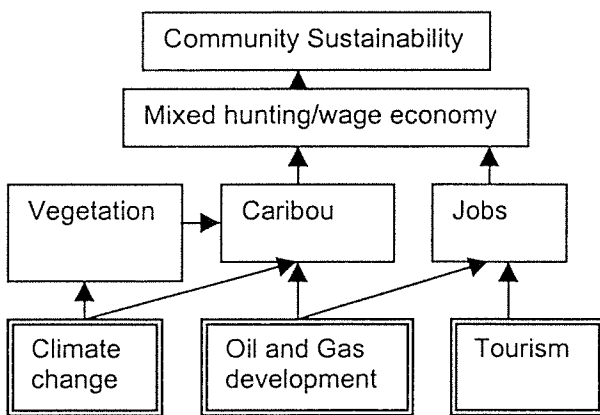 Community Sustainability
Mixed hunting/wage economy
Vegetation
Caribou
Jobs
Climate
change
Oil and Gas
development
Tourism